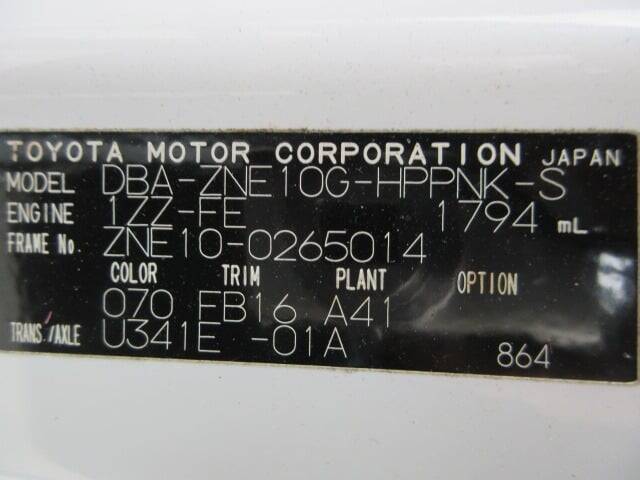 TOYOTA MOTOR CORPORATION JAPAN
MODEL DBA-ZNE10G-HPPNK-S
ENGINE 1ZZ-FE 1794 mL
FRAME No. ZNE10-0265014
COLOR TRIM PLANT OPTION
070 FB16 A41
TRANS./AXLE U341E -01A 864